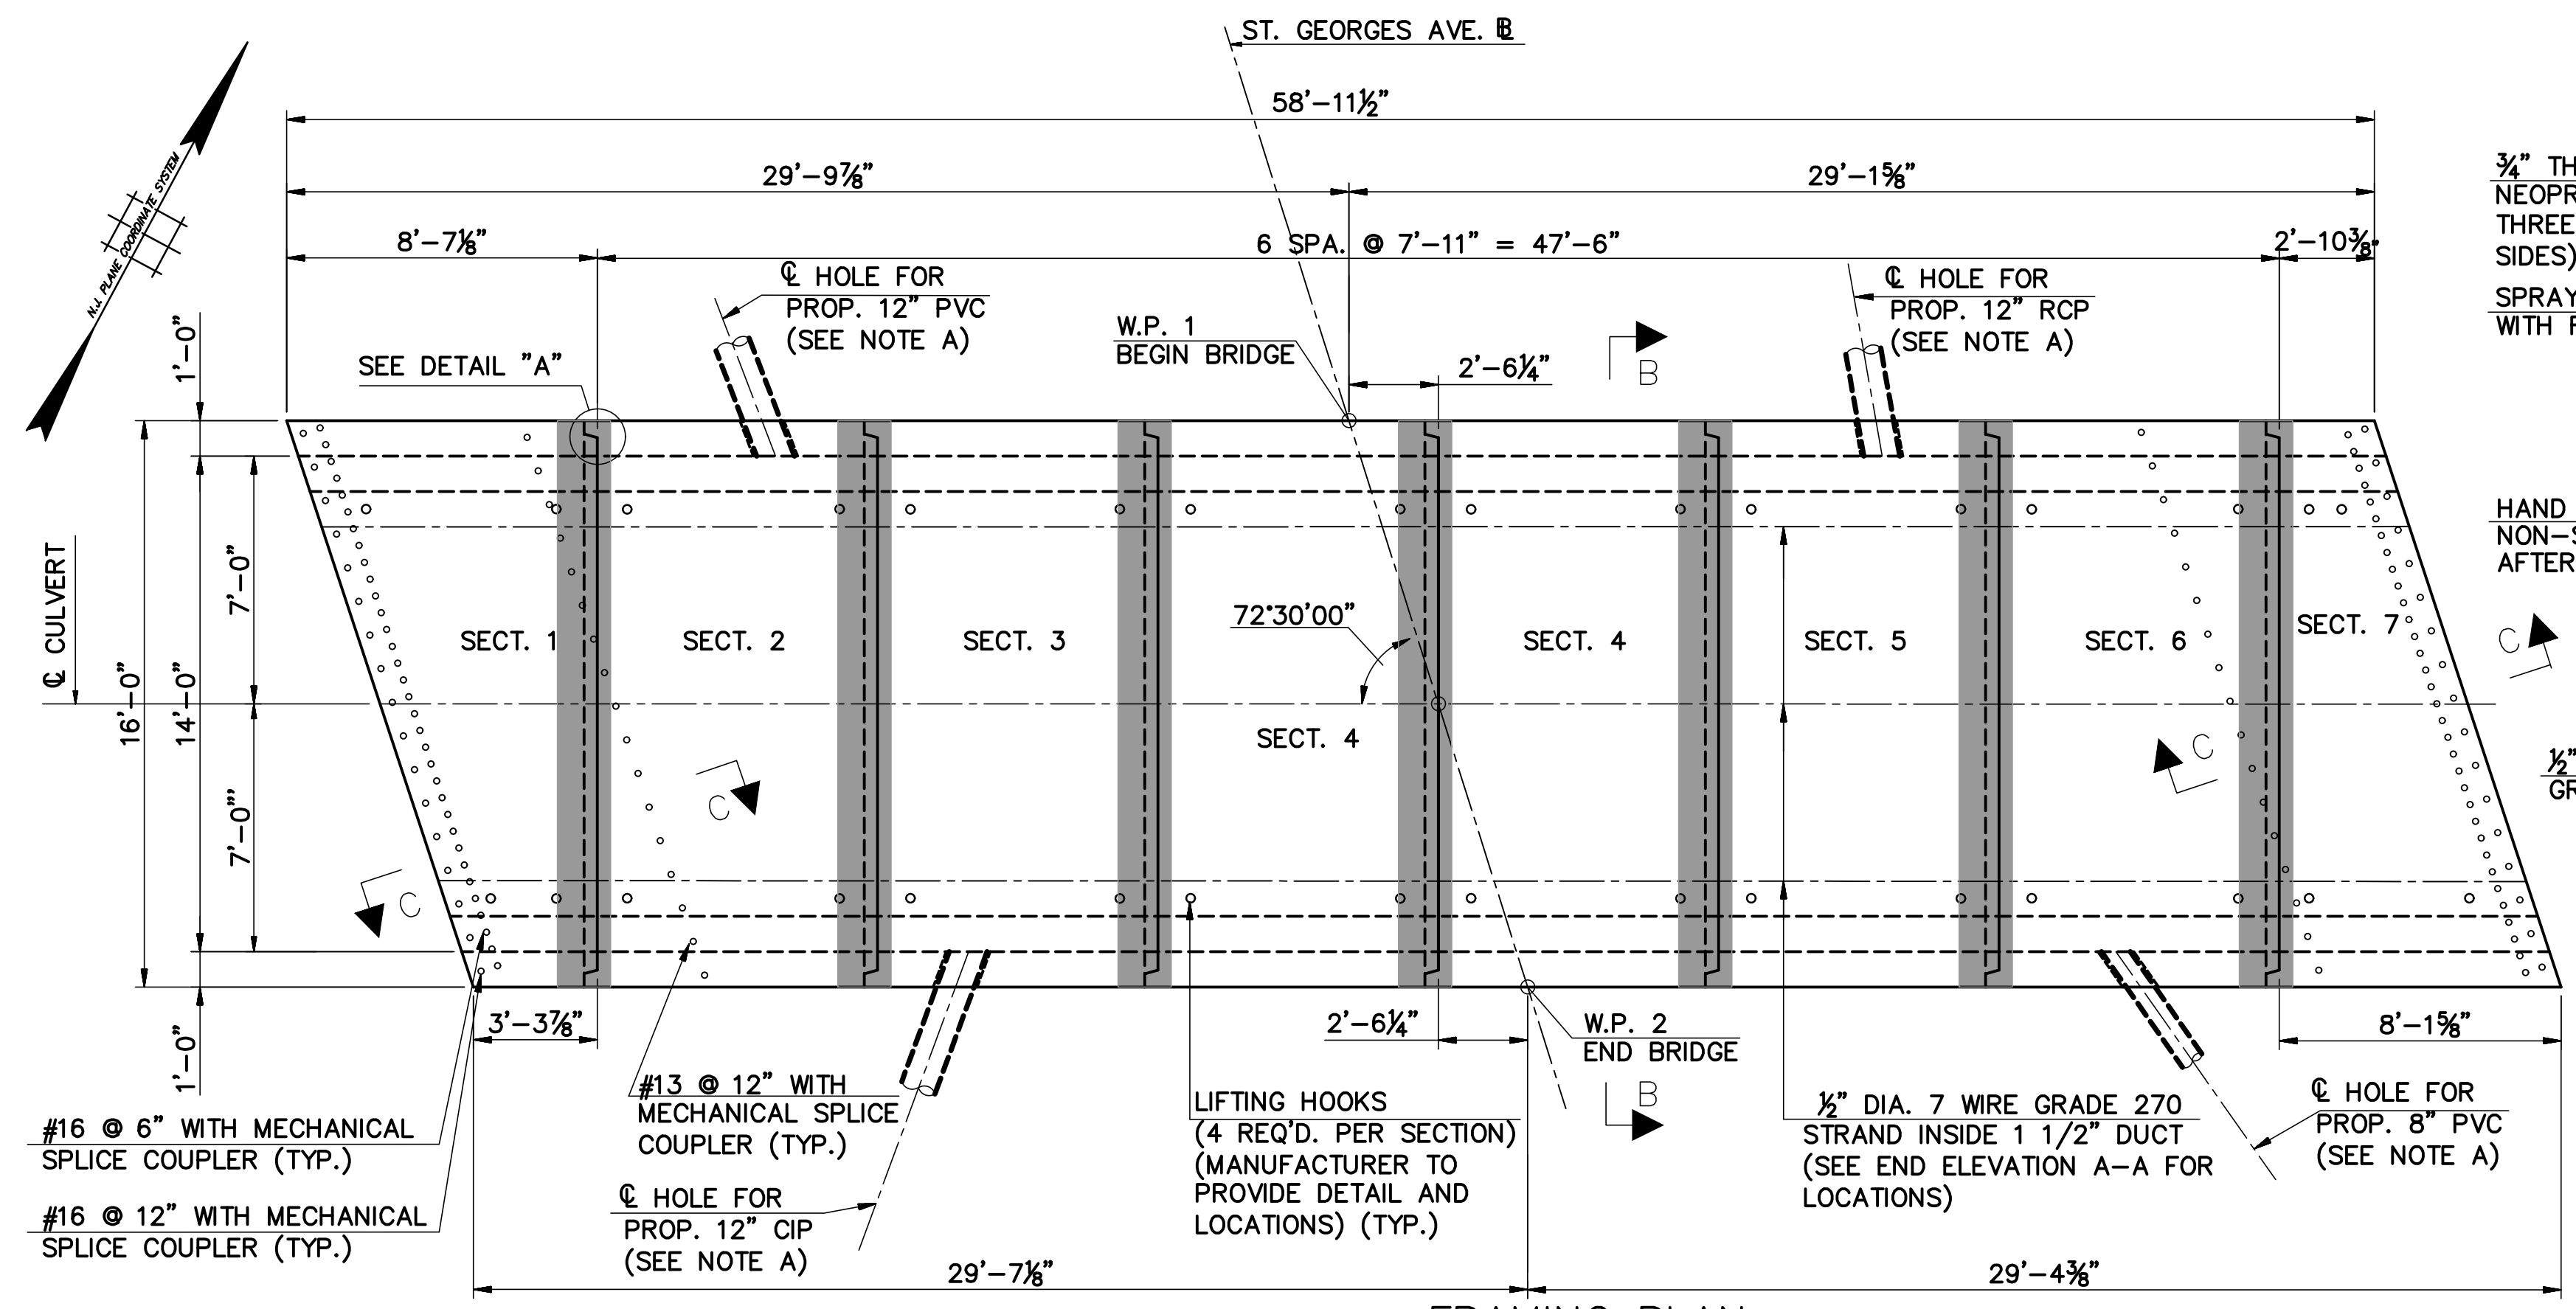 ST. GEORGES AVE. ℄
58'-11½"
29'-9⅞"
29'-1⅝"
8'-7⅛"
6 SPA. @ 7'-11" = 47'-6"
2'-10⅜"
N.J. PLANE COORDINATE SYSTEM
℄ HOLE FOR
PROP. 12" PVC
(SEE NOTE A)
℄ HOLE FOR
PROP. 12" RCP
(SEE NOTE A)
¾" TH
NEOPR
THREE
SIDES)
SPRAY
WITH F
W.P. 1
BEGIN BRIDGE
2'-6¼"
B
SEE DETAIL "A"
1'-0"
HAND
NON-S
AFTER
℄ CULVERT
16'-0"
14'-0"
7'-0"
7'-0"'
72°30'00"
SECT. 1
SECT. 2
SECT. 3
SECT. 4
SECT. 4
SECT. 5
SECT. 6
SECT. 7
C
C
C
C
½"
GR
1'-0"
3'-3⅞"
2'-6¼"
W.P. 2
END BRIDGE
8'-1⅝"
B
#13 @ 12" WITH
MECHANICAL SPLICE
COUPLER (TYP.)
#16 @ 6" WITH MECHANICAL
SPLICE COUPLER (TYP.)
#16 @ 12" WITH MECHANICAL
SPLICE COUPLER (TYP.)
℄ HOLE FOR
PROP. 12" CIP
(SEE NOTE A)
LIFTING HOOKS
(4 REQ'D. PER SECTION)
(MANUFACTURER TO
PROVIDE DETAIL AND
LOCATIONS) (TYP.)
½" DIA. 7 WIRE GRADE 270
STRAND INSIDE 1 1/2" DUCT
(SEE END ELEVATION A-A FOR
LOCATIONS)
℄ HOLE FOR
PROP. 8" PVC
(SEE NOTE A)
29'-7⅛"
29'-4⅜"
FRAMING PLAN